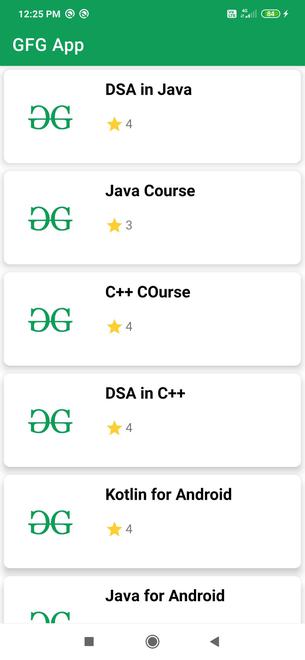 12:25 PM
84
GFG App
DSA in Java
4
Java Course
3
C++ COurse
4
DSA in C++
4
Kotlin for Android
4
Java for Android